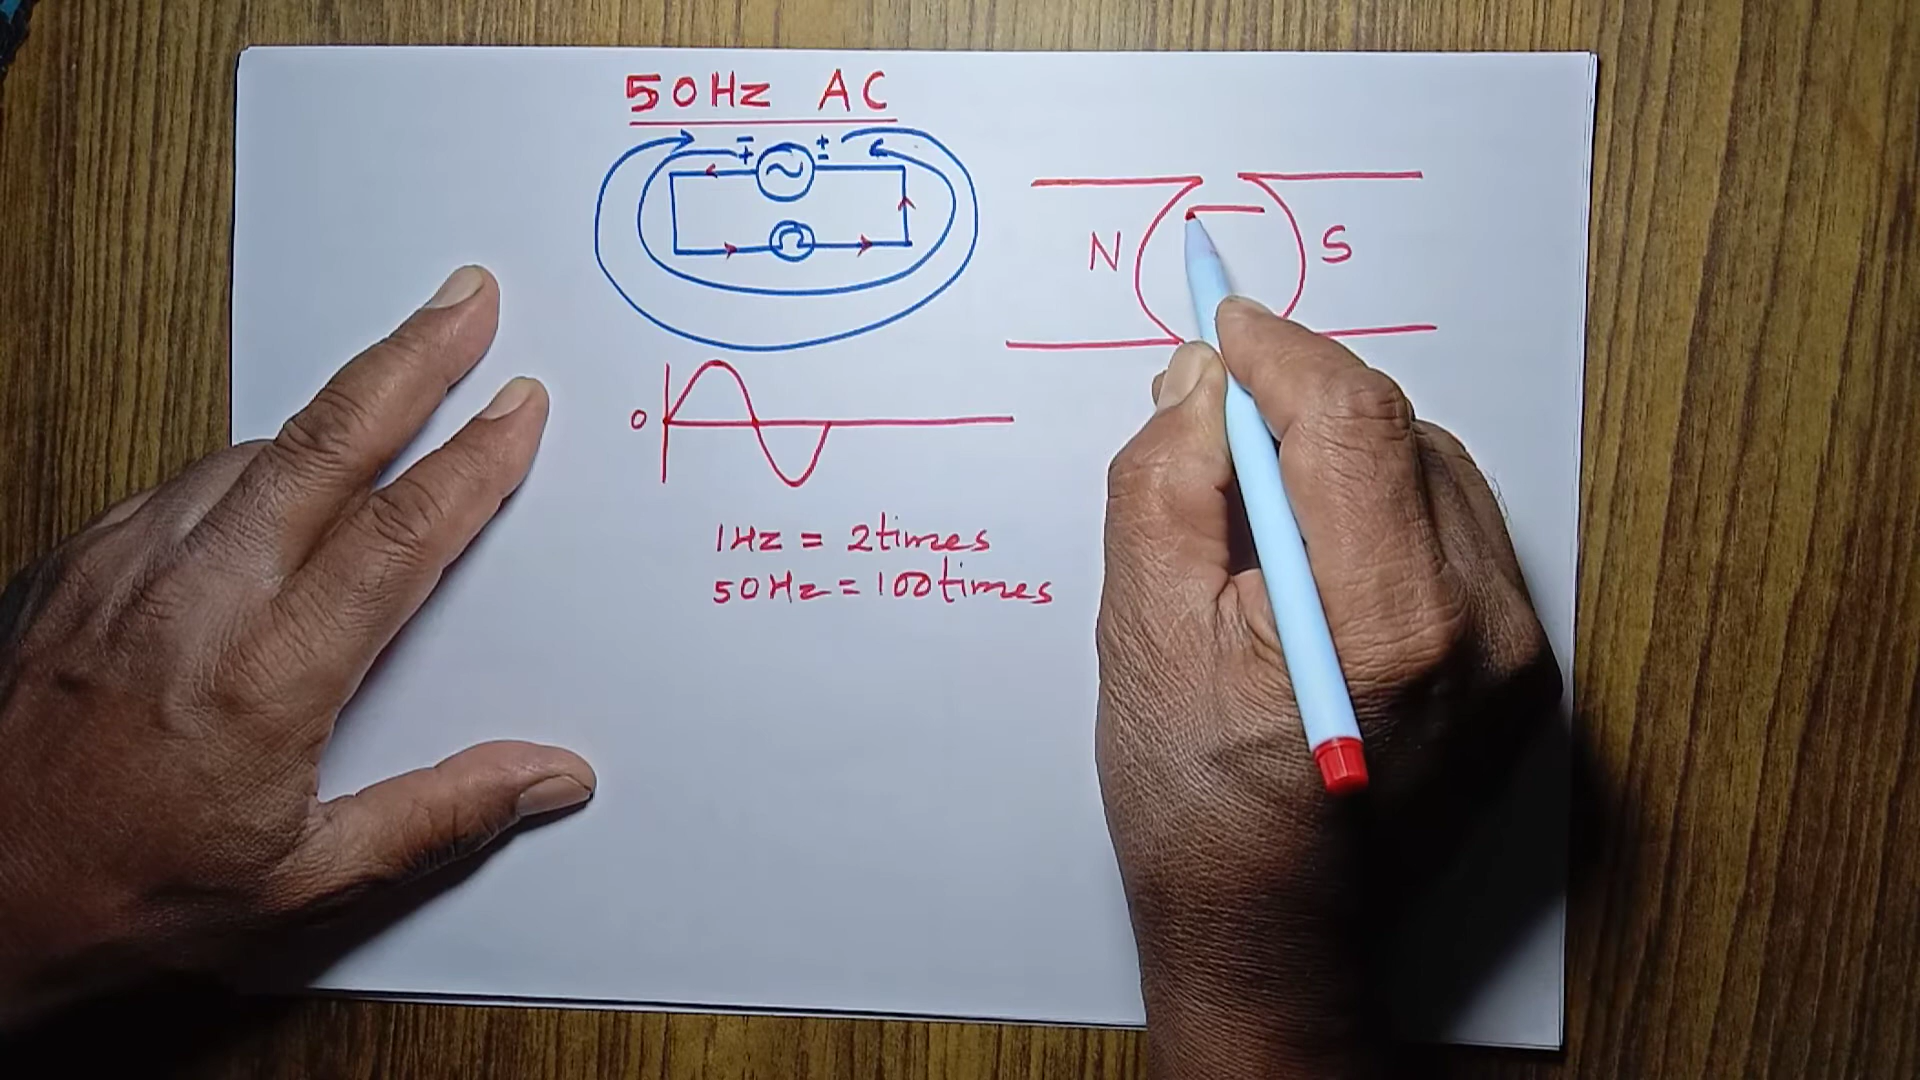 50Hz AC
- +
+ -
N S
0
1Hz = 2times
50Hz = 100times